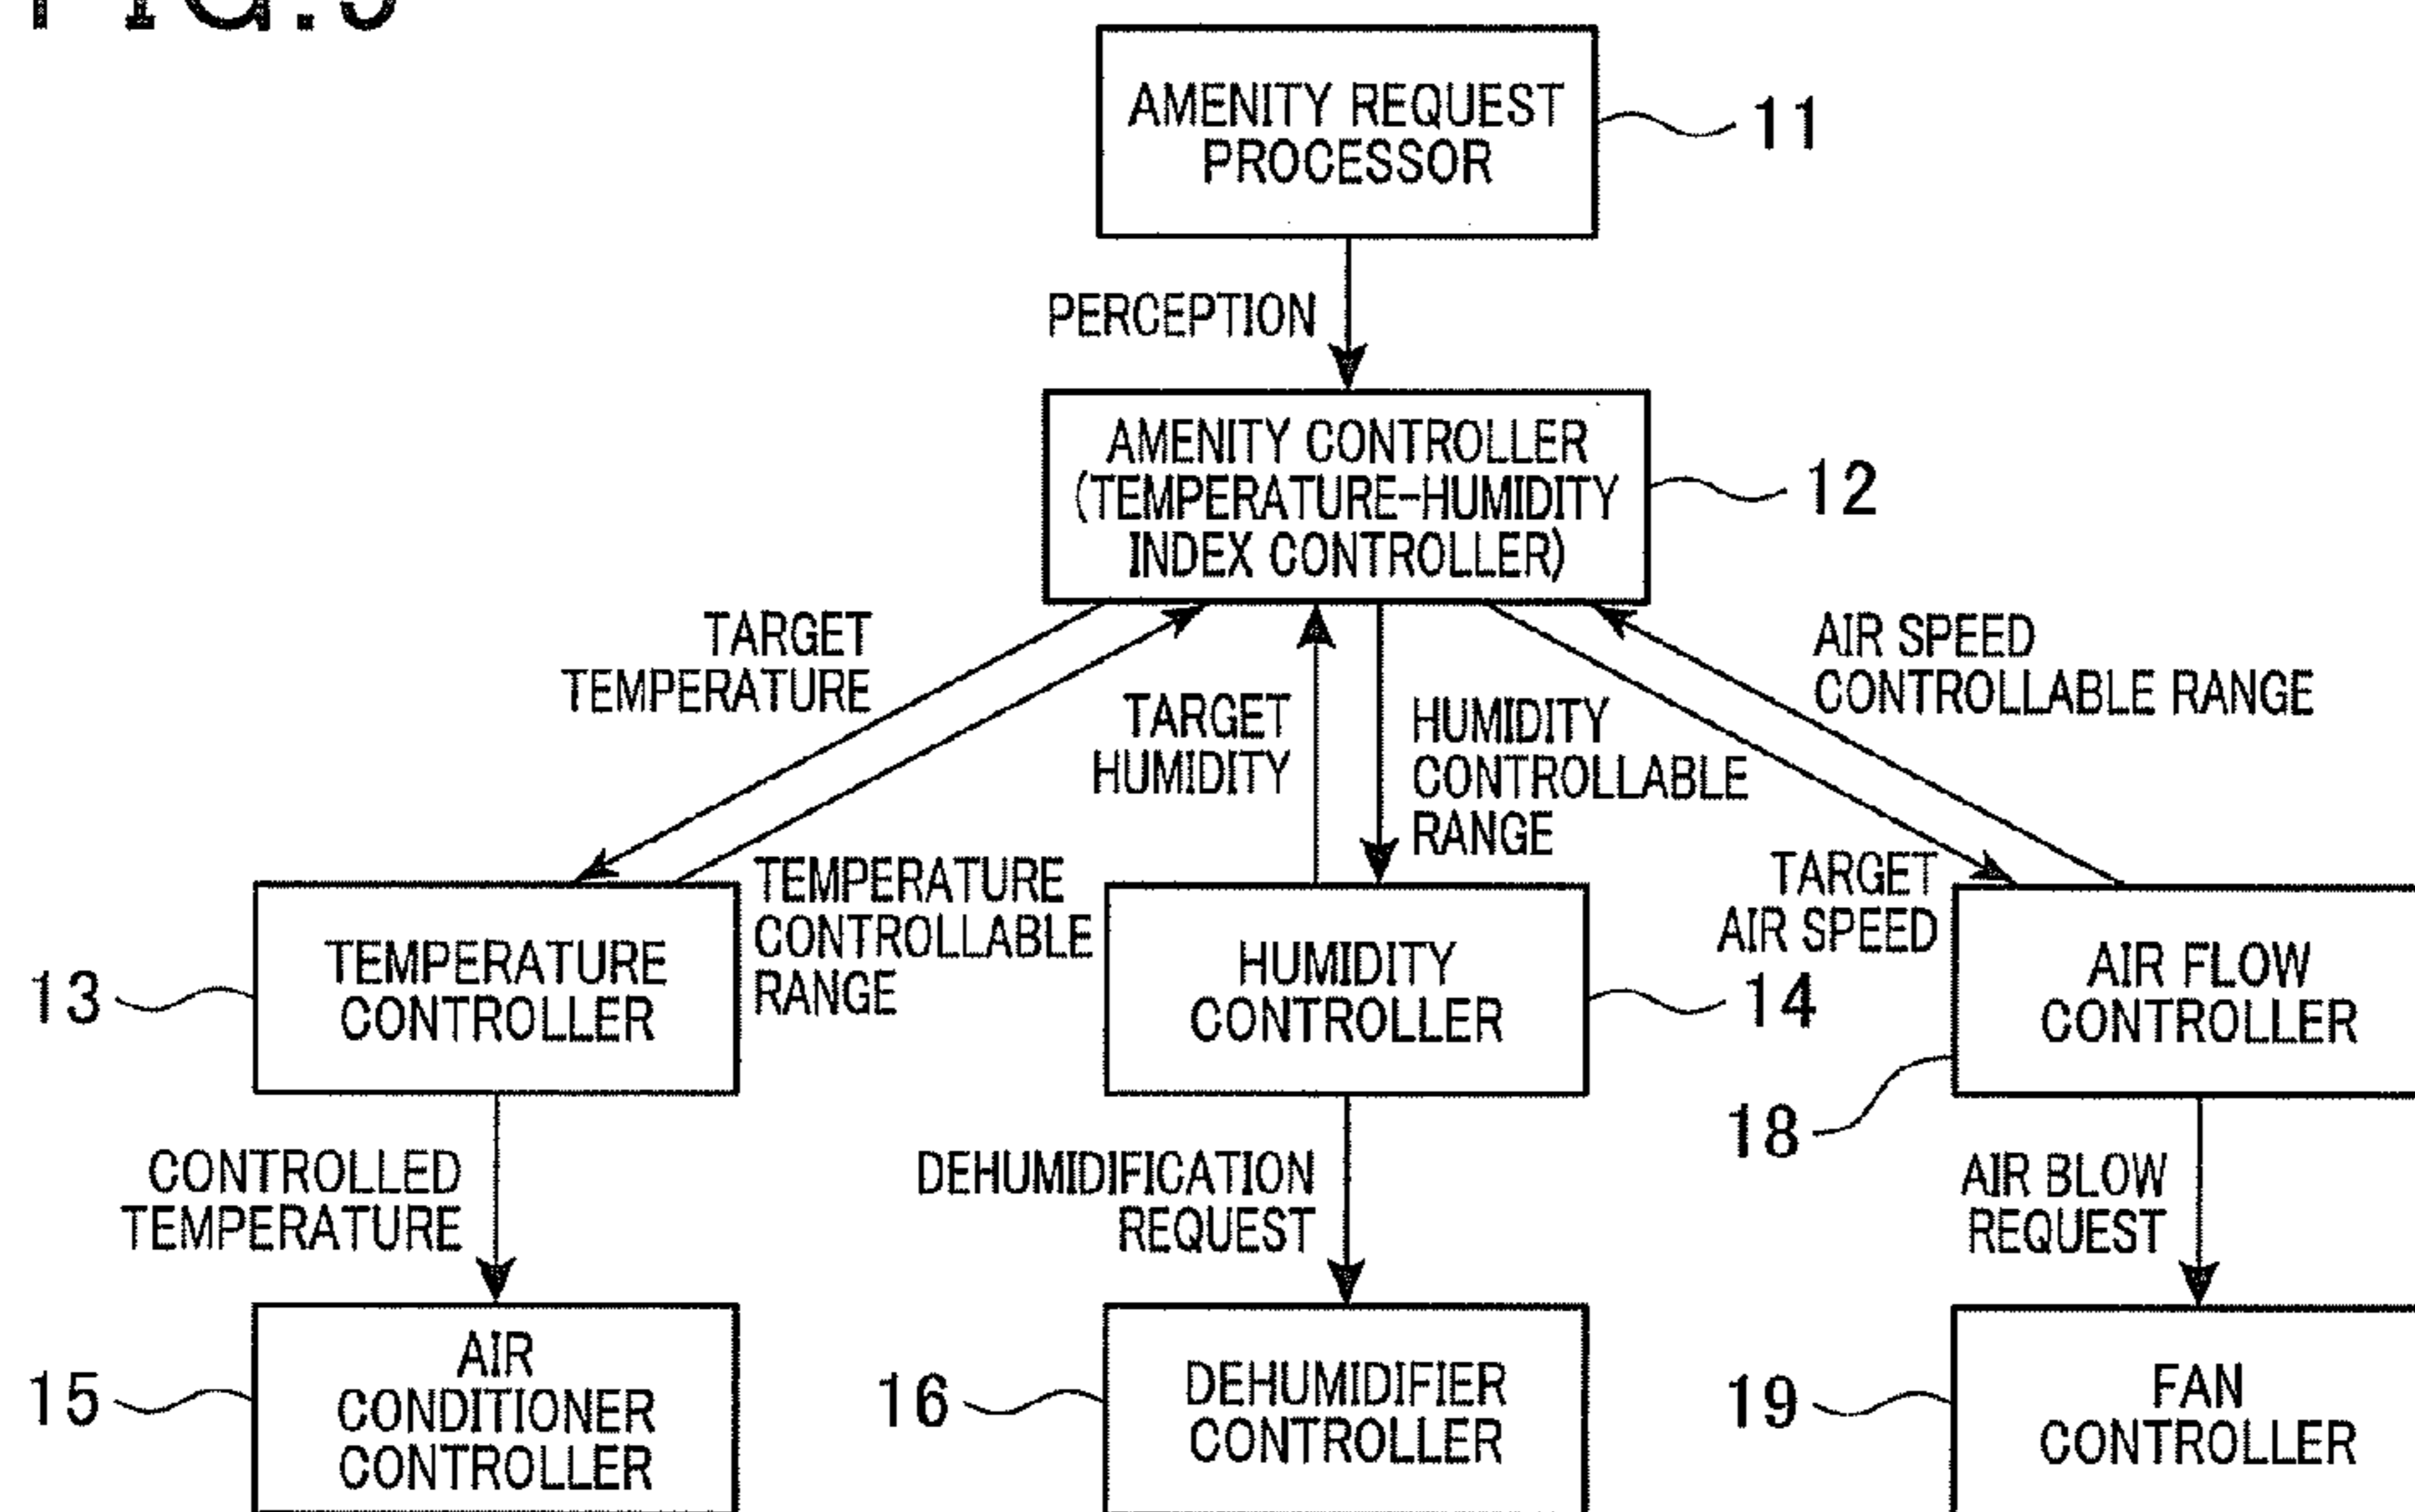 FIG.5
AMENITY REQUEST
PROCESSOR
11
PERCEPTION
AMENITY CONTROLLER
(TEMPERATURE-HUMIDITY
INDEX CONTROLLER)
12
TARGET
TEMPERATURE
TEMPERATURE
CONTROLLABLE
RANGE
TARGET
HUMIDITY
HUMIDITY
CONTROLLABLE
RANGE
AIR SPEED
CONTROLLABLE RANGE
TARGET
AIR SPEED
13
TEMPERATURE
CONTROLLER
HUMIDITY
CONTROLLER
14
AIR FLOW
CONTROLLER
18
CONTROLLED
TEMPERATURE
DEHUMIDIFICATION
REQUEST
AIR BLOW
REQUEST
15
AIR
CONDITIONER
CONTROLLER
16
DEHUMIDIFIER
CONTROLLER
19
FAN
CONTROLLER